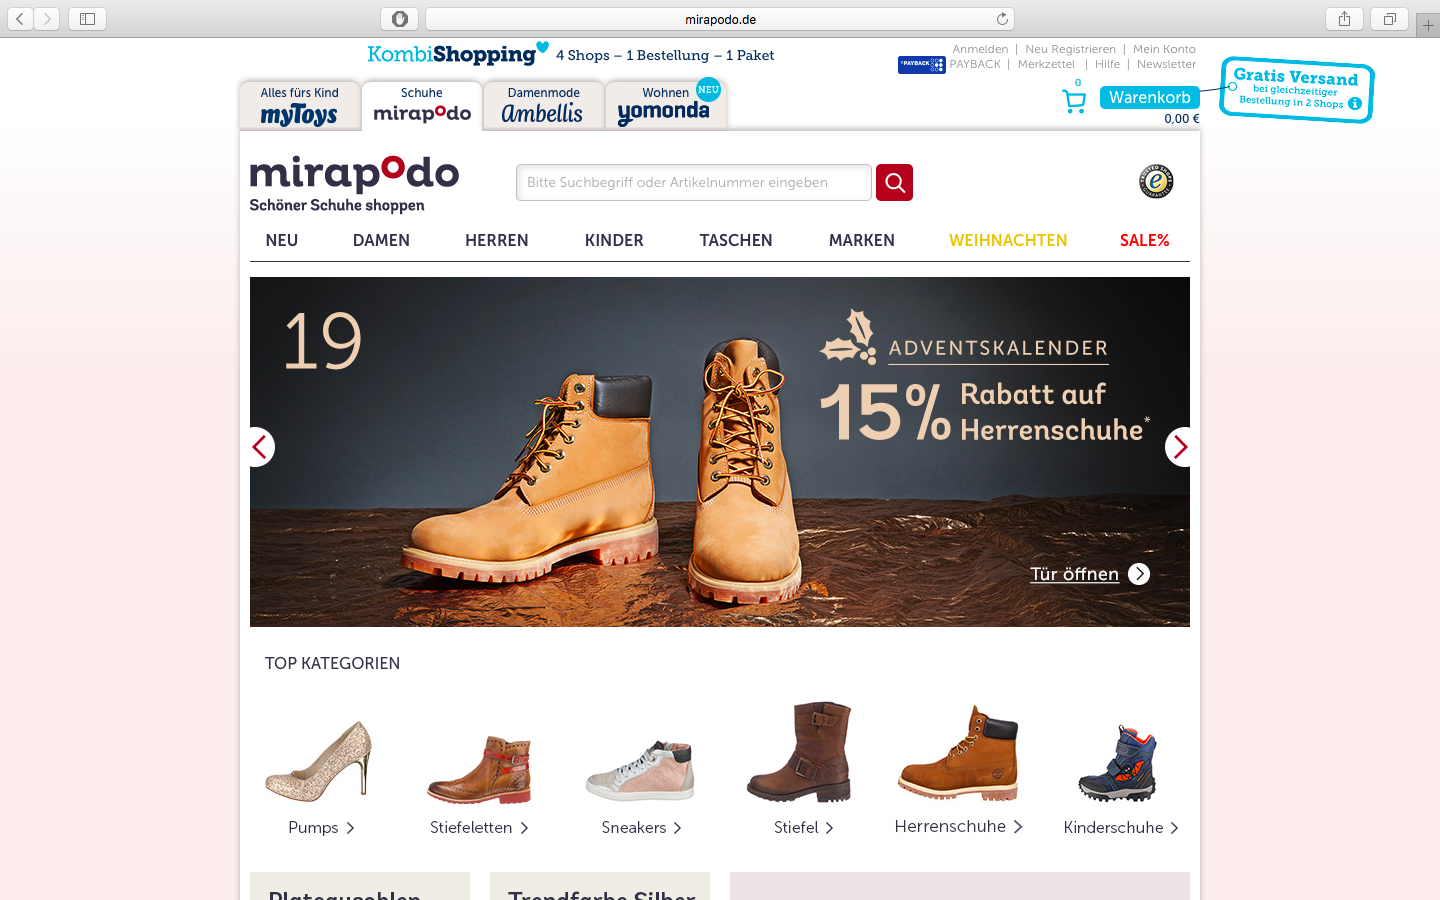 mirapodo.de
KombiShopping 4 Shops – 1 Bestellung – 1 Paket
Anmelden | Neu Registrieren | Mein Konto
PAYBACK PAYBACK | Merkzettel | Hilfe | Newsletter
Alles fürs Kind
myToys
Schuhe
mirapodo
Damenmode
Ambellis
Wohnen
NEU
yomonda
0
Warenkorb
0,00 €
Gratis Versand
bei gleichzeitiger
Bestellung in 2 Shops i
mirapodo
Schöner Schuhe shoppen
Bitte Suchbegriff oder Artikelnummer eingeben
NEU DAMEN HERREN KINDER TASCHEN MARKEN WEIHNACHTEN SALE%
19
ADVENTSKALENDER
15% Rabatt auf
Herrenschuhe*
Tür öffnen
TOP KATEGORIEN
Pumps Stiefeletten Sneakers Stiefel Herrenschuhe Kinderschuhe
Plateausohlen Trendfarbe Silber